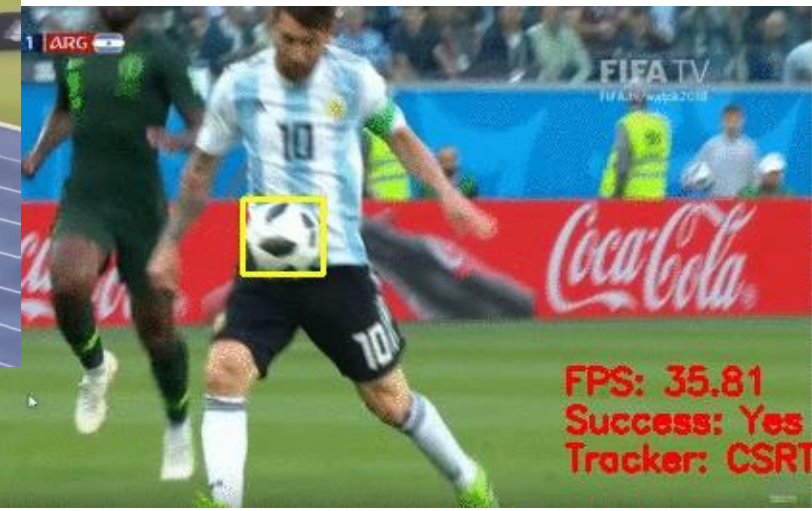 1 ARG
FIFA TV
10
Coca-Cola
10
FPS: 35.81
Success: Yes
Tracker: CSRT